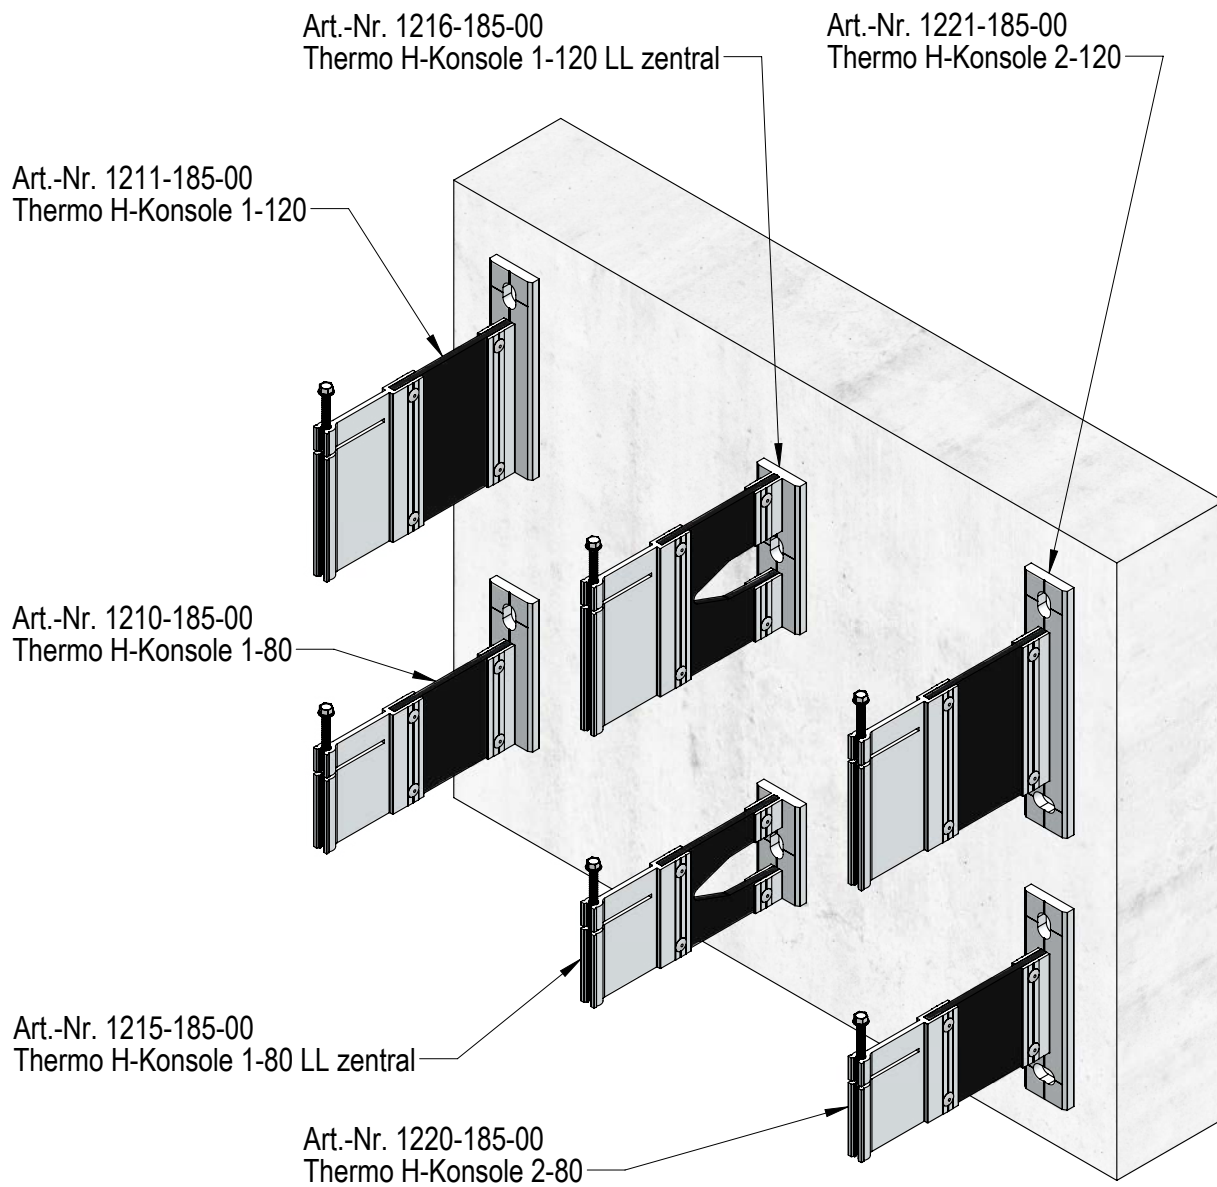 Art.-Nr. 1216-185-00
Thermo H-Konsole 1-120 LL zentral
Art.-Nr. 1221-185-00
Thermo H-Konsole 2-120
Art.-Nr. 1211-185-00
Thermo H-Konsole 1-120
Art.-Nr. 1210-185-00
Thermo H-Konsole 1-80
Art.-Nr. 1215-185-00
Thermo H-Konsole 1-80 LL zentral
Art.-Nr. 1220-185-00
Thermo H-Konsole 2-80